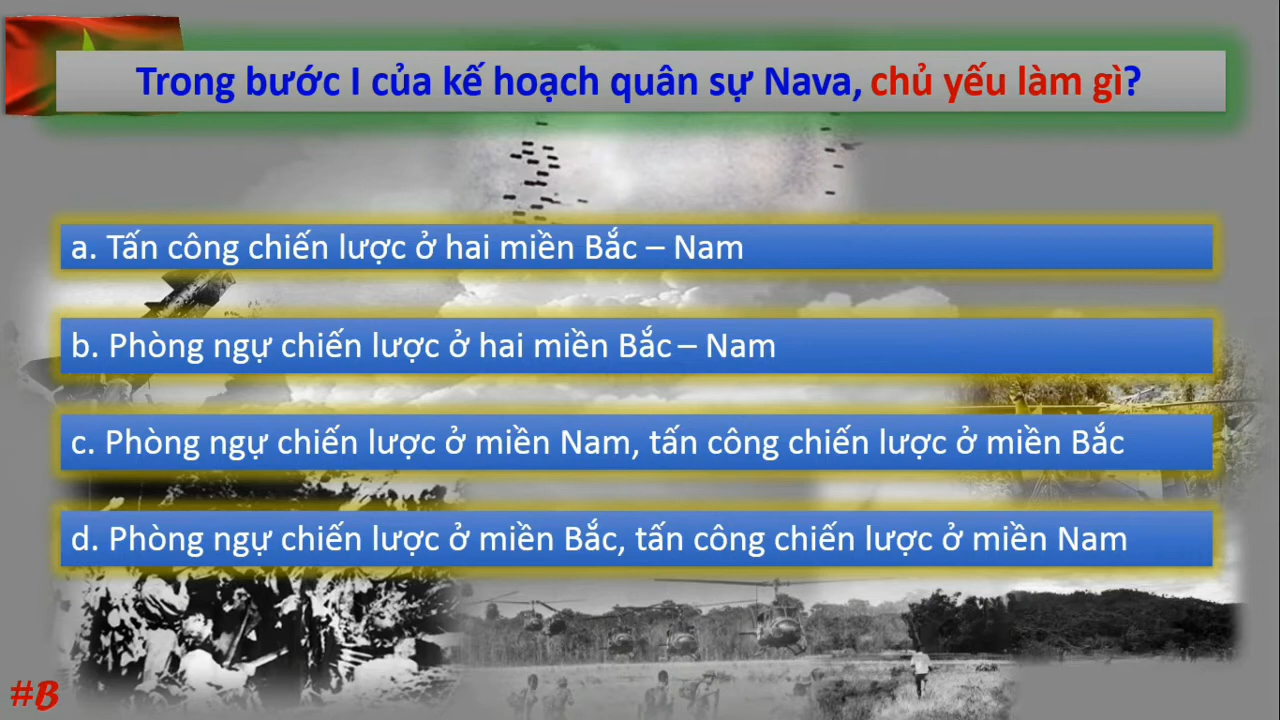 Trong bước I của kế hoạch quân sự Nava, chủ yếu làm gì?
a. Tấn công chiến lược ở hai miền Bắc – Nam
b. Phòng ngự chiến lược ở hai miền Bắc – Nam
c. Phòng ngự chiến lược ở miền Nam, tấn công chiến lược ở miền Bắc
d. Phòng ngự chiến lược ở miền Bắc, tấn công chiến lược ở miền Nam
#B